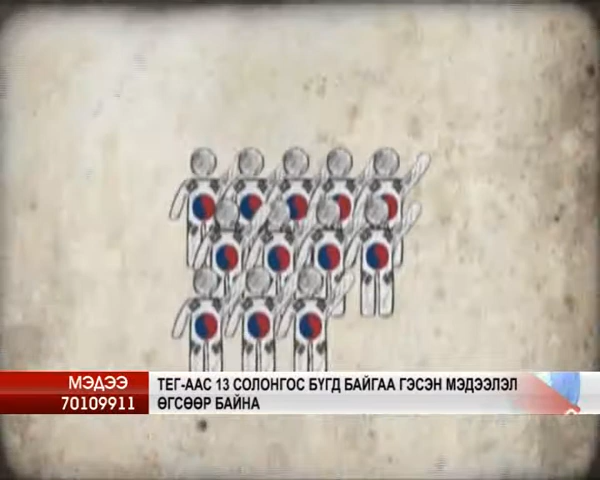 МЭДЭЭ
70109911
ТЕГ-ААС 13 СОЛОНГОС БҮГД БАЙГАА ГЭСЭН МЭДЭЭЛЭЛ
ӨГСӨӨР БАЙНА